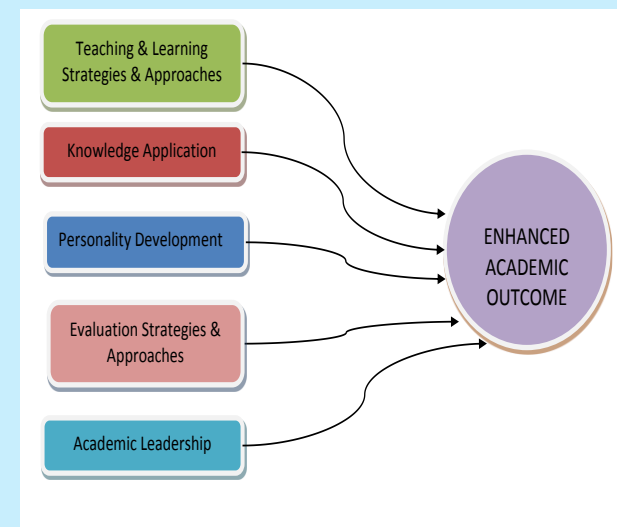 Teaching & Learning
Strategies & Approaches
Knowledge Application
Personality Development
Evaluation Strategies &
Approaches
Academic Leadership
ENHANCED
ACADEMIC
OUTCOME